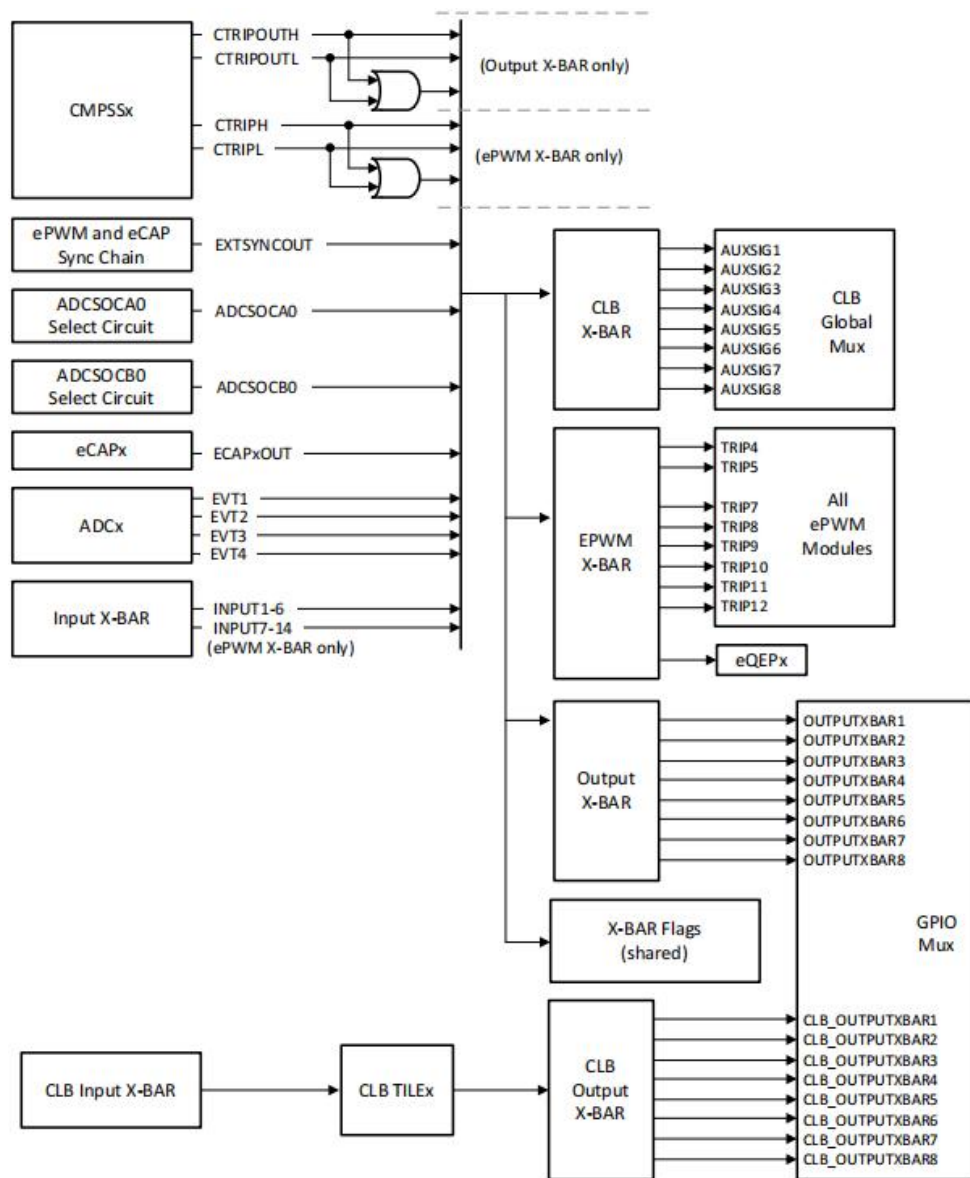 CMPSSx
CTRIPOUTH
CTRIPOUTL
(Output X-BAR only)
CTRIPH
CTRIPL
(ePWM X-BAR only)
ePWM and eCAP
Sync Chain
EXTSYNCOUT
ADCSOCA0
Select Circuit
ADCSOCA0
ADCSOCB0
Select Circuit
ADCSOCB0
eCAPx
ECAPxOUT
ADCx
EVT1
EVT2
EVT3
EVT4
Input X-BAR
INPUT1-6
INPUT7-14
(ePWM X-BAR only)
CLB
X-BAR
AUXSIG1
AUXSIG2
AUXSIG3
AUXSIG4
AUXSIG5
AUXSIG6
AUXSIG7
AUXSIG8
CLB
Global
Mux
EPWM
X-BAR
TRIP4
TRIP5
TRIP7
TRIP8
TRIP9
TRIP10
TRIP11
TRIP12
All
ePWM
Modules
eQEPx
Output
X-BAR
OUTPUTXBAR1
OUTPUTXBAR2
OUTPUTXBAR3
OUTPUTXBAR4
OUTPUTXBAR5
OUTPUTXBAR6
OUTPUTXBAR7
OUTPUTXBAR8
X-BAR Flags
(shared)
GPIO
Mux
CLB Input X-BAR
CLB TILEx
CLB
Output
X-BAR
CLB_OUTPUTXBAR1
CLB_OUTPUTXBAR2
CLB_OUTPUTXBAR3
CLB_OUTPUTXBAR4
CLB_OUTPUTXBAR5
CLB_OUTPUTXBAR6
CLB_OUTPUTXBAR7
CLB_OUTPUTXBAR8